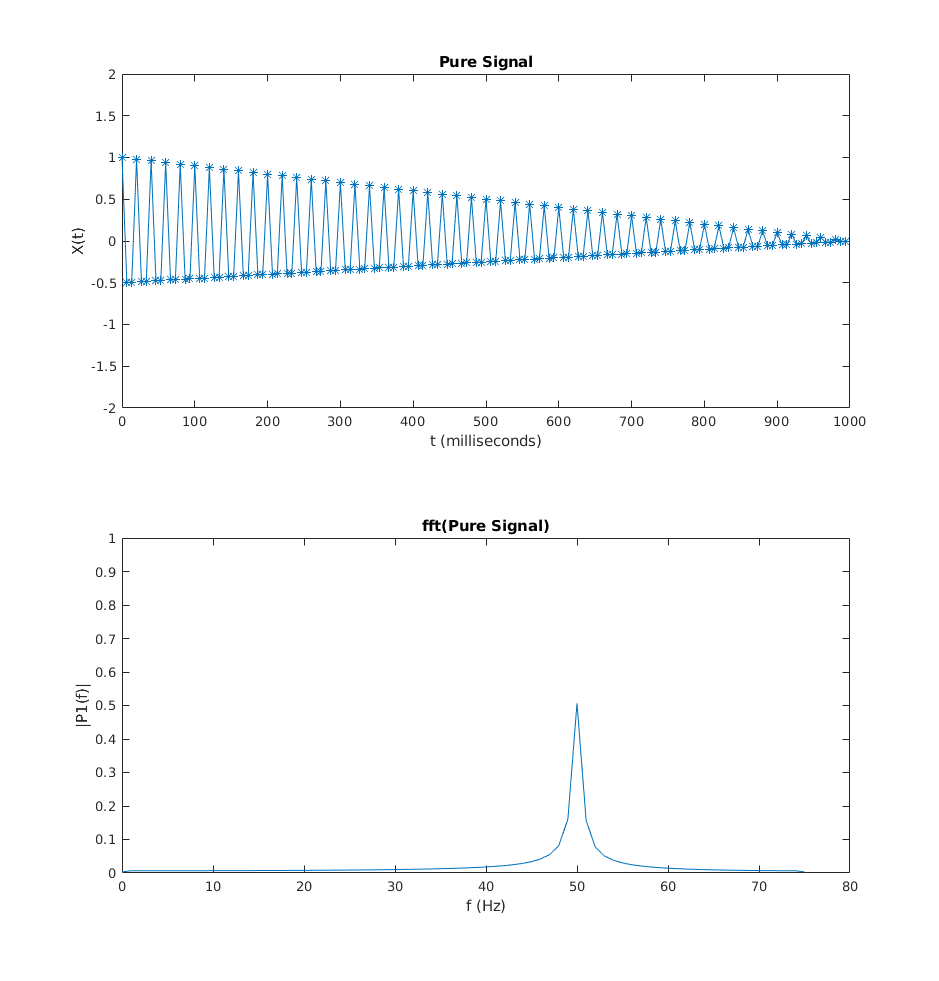 Pure Signal
2
1.5
1
0.5
0
-0.5
-1
-1.5
-2
X(t)
0 100 200 300 400 500 600 700 800 900 1000
t (milliseconds)
fft(Pure Signal)
1
0.9
0.8
0.7
0.6
0.5
0.4
0.3
0.2
0.1
0
|P1(f)|
0 10 20 30 40 50 60 70 80
f (Hz)